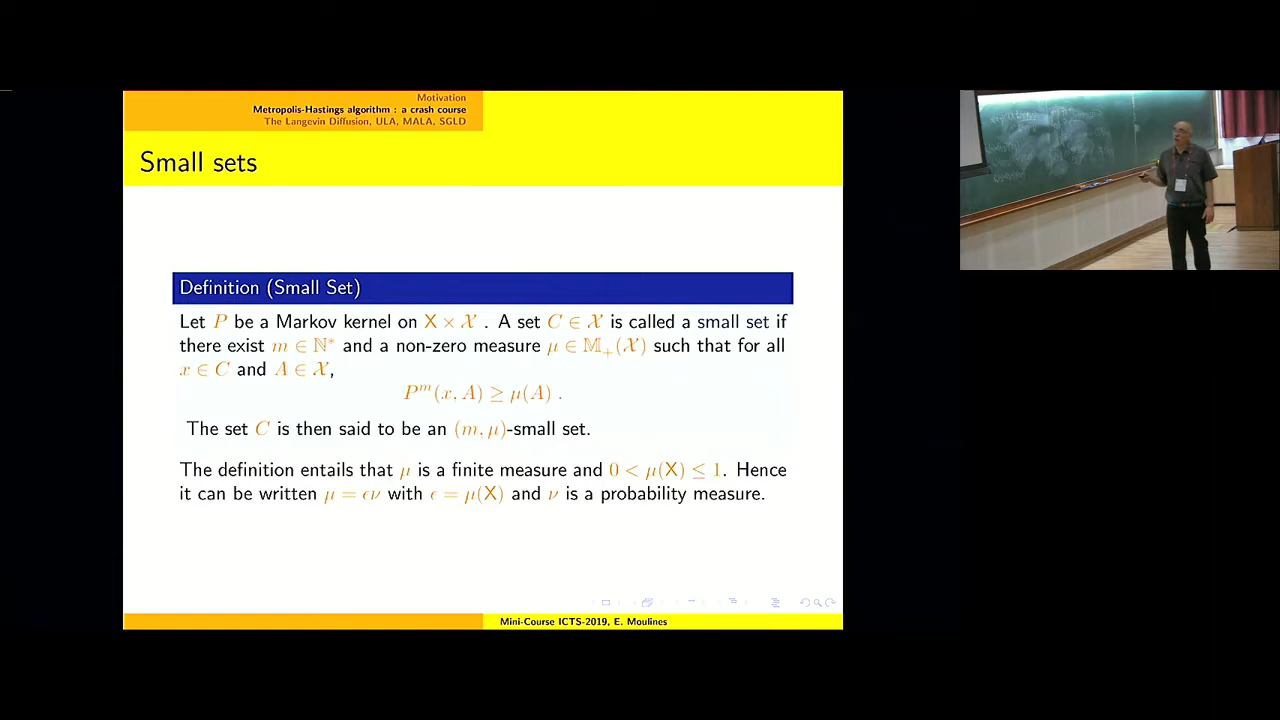 Motivation
Metropolis-Hastings algorithm : a crash course
The Langevin Diffusion, ULA, MALA, SGLD
Small sets
Definition (Small Set)
Let P be a Markov kernel on X × 𝒳 . A set C ∈ 𝒳 is called a small set if
there exist m ∈ ℕ* and a non-zero measure μ ∈ 𝕄₊(𝒳) such that for all
x ∈ C and A ∈ 𝒳,
Pᵐ(x, A) ≥ μ(A) .
The set C is then said to be an (m, μ)-small set.
The definition entails that μ is a finite measure and 0 < μ(X) ≤ 1. Hence
it can be written μ = ϵν with ϵ = μ(X) and ν is a probability measure.
Mini-Course ICTS-2019, E. Moulines